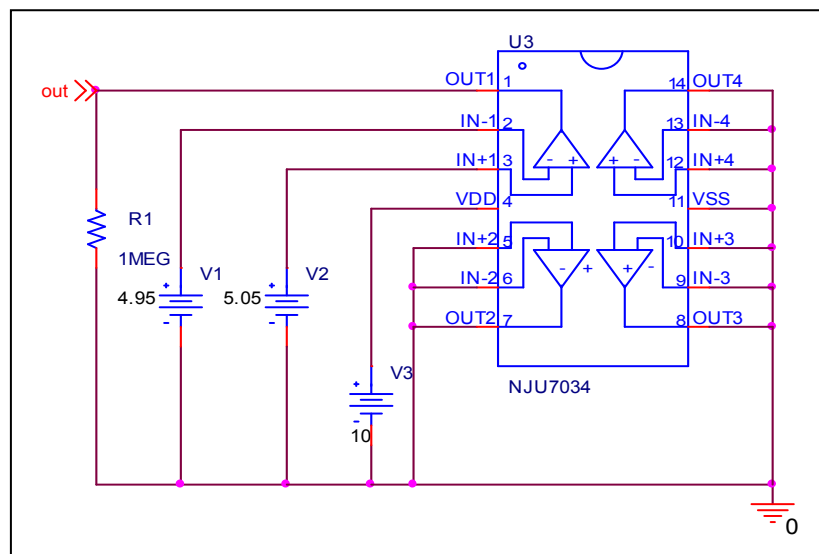 U3
out
OUT1 1 14 OUT4
IN-1 2 13 IN-4
- + + -
IN+1 3 12 IN+4
VDD 4 11 VSS
R1
IN+2 5 10 IN+3
1MEG
V1 V2
- + + -
IN-2 6 9 IN-3
+ +
4.95 5.05
- -
OUT2 7 8 OUT3
V3
NJU7034
+
-
10
0